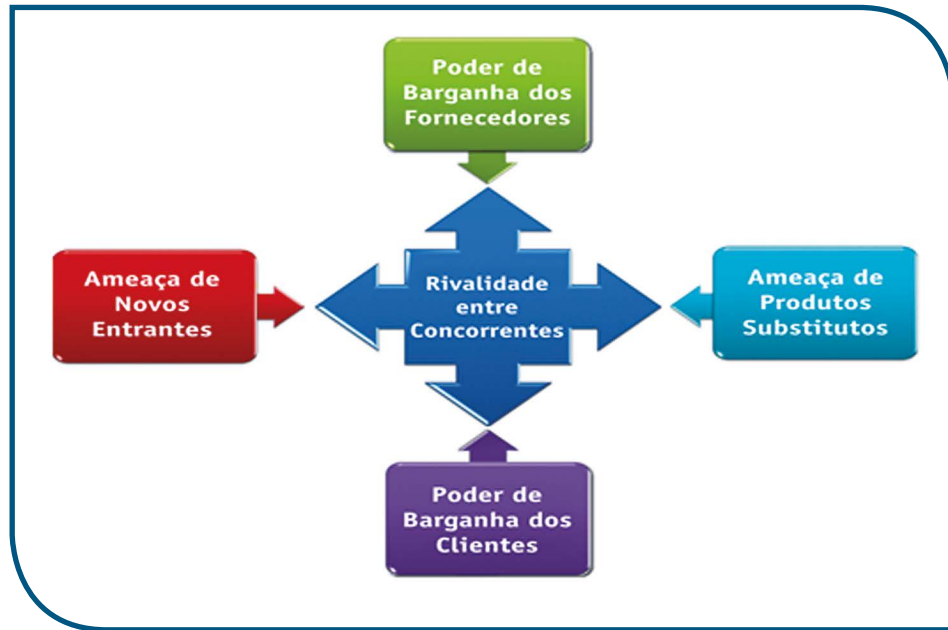 Poder de
Barganha dos
Fornecedores
Ameaça de
Novos
Entrantes
Rivalidade
entre
Concorrentes
Ameaça de
Produtos
Substitutos
Poder de
Barganha dos
Clientes